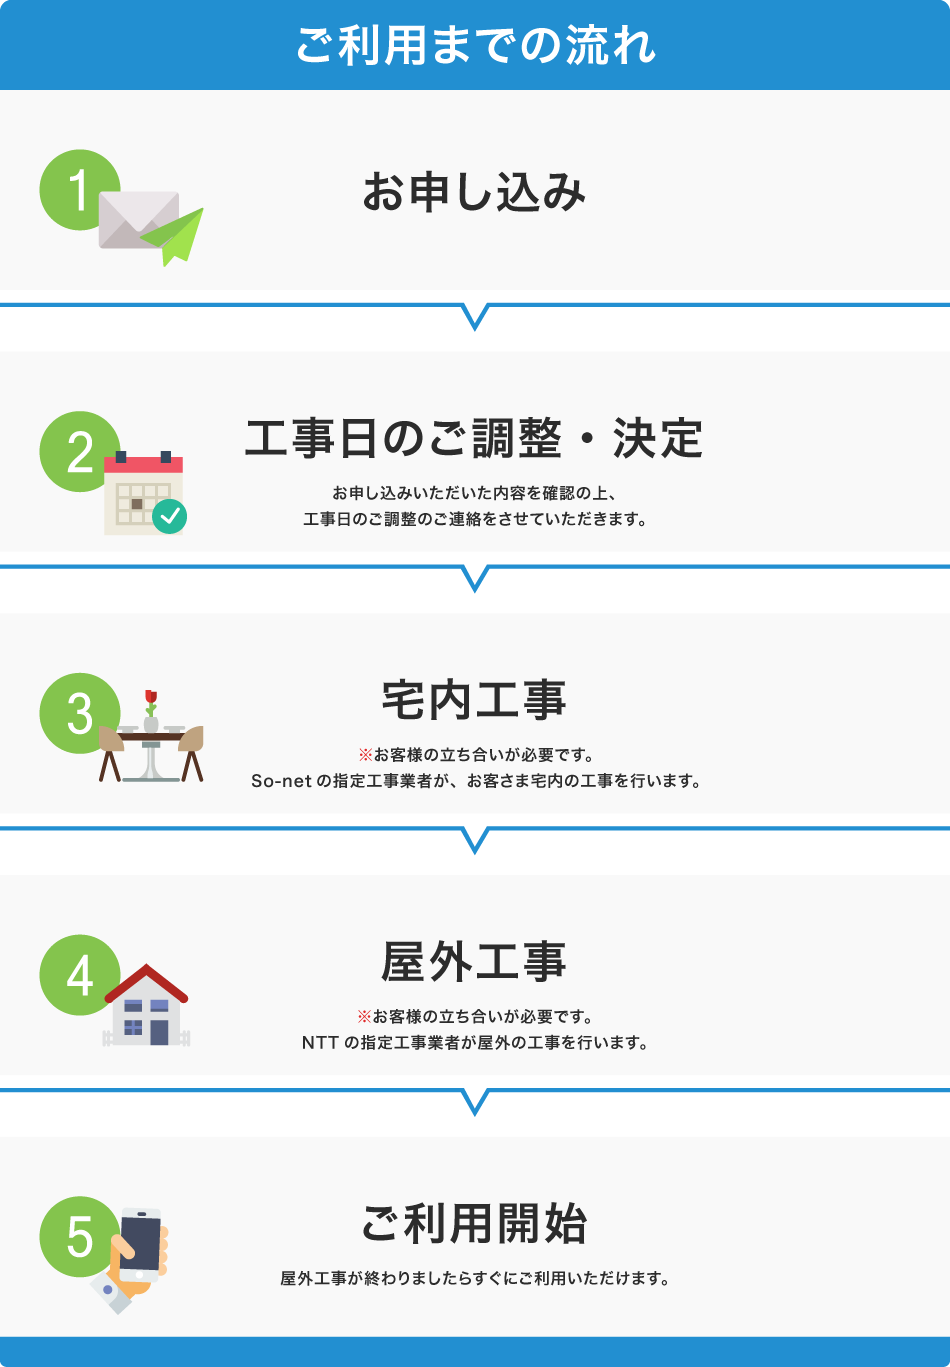 ご利用までの流れ
1
お申し込み
2
工事日のご調整・決定
お申し込みいただいた内容を確認の上、
工事日のご調整のご連絡をさせていただきます。
3
宅内工事
※お客様の立ち合いが必要です。
So-net の指定工事業者が、お客さま宅内の工事を行います。
4
屋外工事
※お客様の立ち合いが必要です。
NTT の指定工事業者が屋外の工事を行います。
5
ご利用開始
屋外工事が終わりましたらすぐにご利用いただけます。